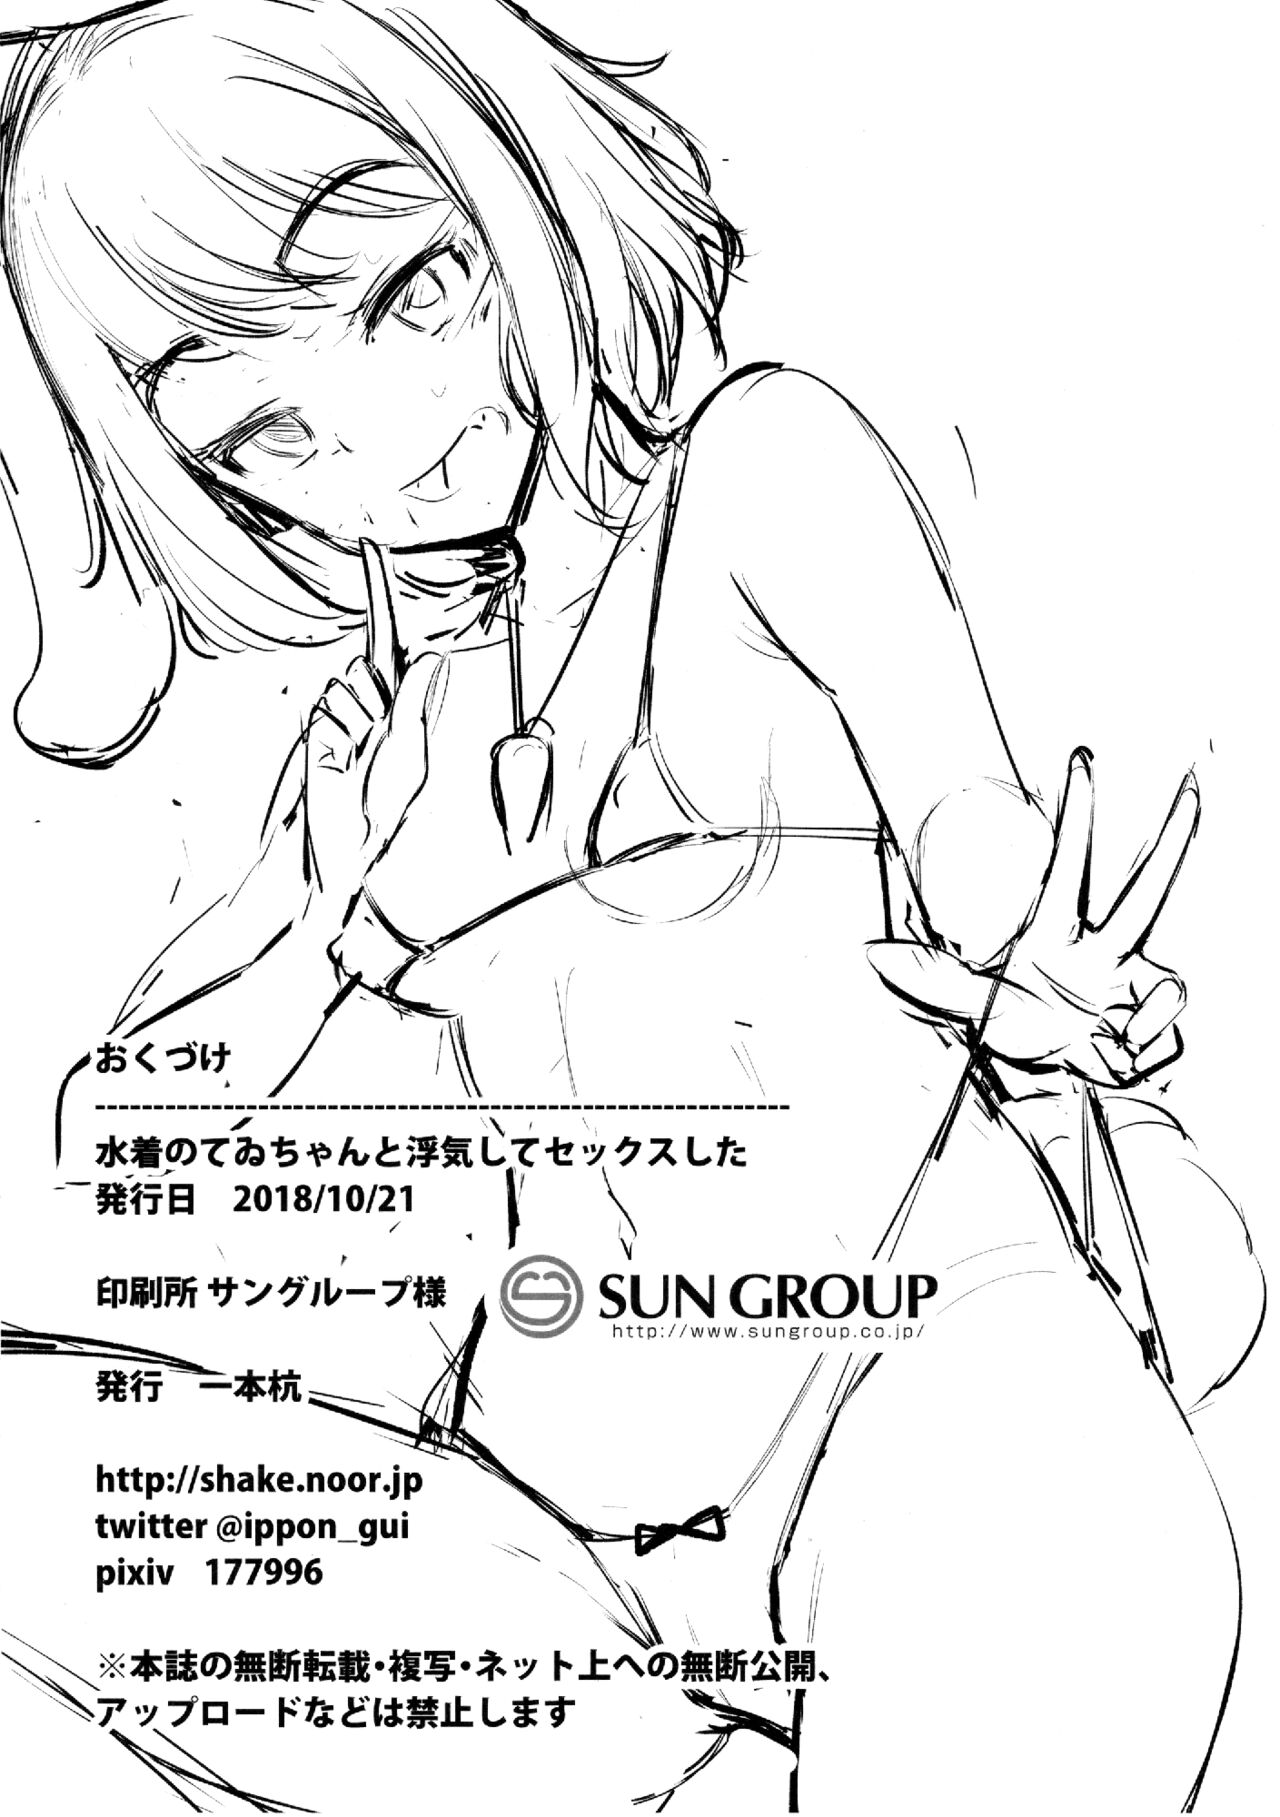 おくづけ
------------------------------------------------------------
水着のてゐちゃんと浮気してセックスした
発行日　2018/10/21
印刷所 サングループ様
SUN GROUP
http://www.sungroup.co.jp/
発行　一本杭
http://shake.noor.jp
twitter @ippon_gui
pixiv 177996
※本誌の無断転載・複写・ネット上への無断公開、
アップロードなどは禁止します